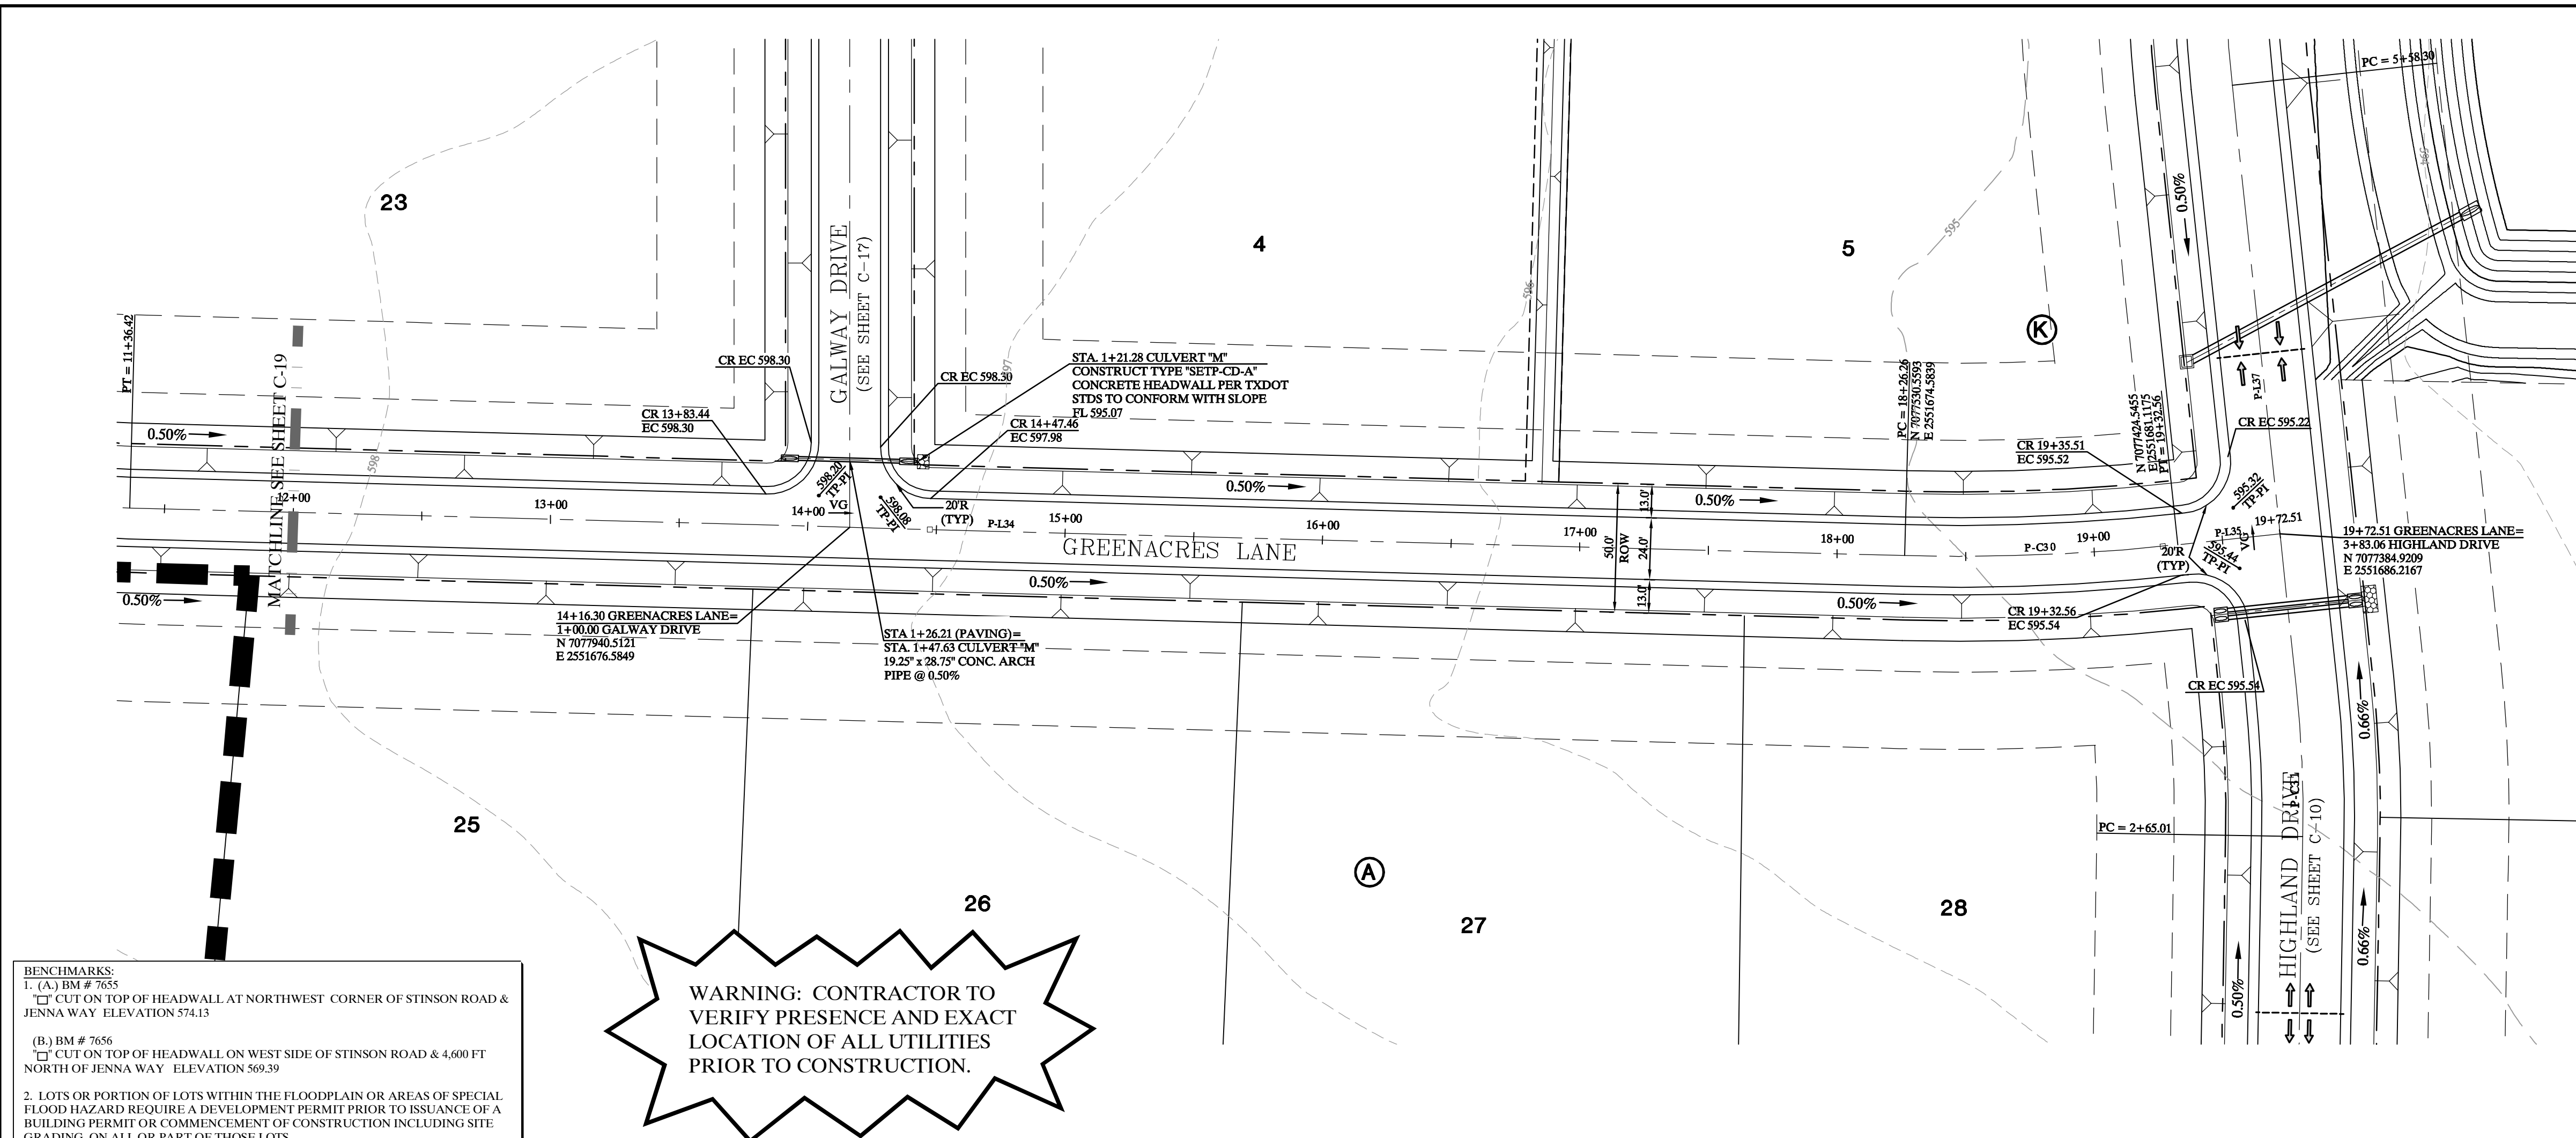 PC = 5+58.30
594
23
4
5
595
0.50%
GALWAY DRIVE
(SEE SHEET C-17)
596
K
PT = 11+36.42
MATCHLINE SEE SHEET C-19
CR EC 598.30
CR EC 598.30
597
STA. 1+21.28 CULVERT "M"
CONSTRUCT TYPE "SETP-CD-A"
CONCRETE HEADWALL PER TXDOT
STDS TO CONFORM WITH SLOPE
FL 595.07
PC = 18+26.26
N 7077530.5593
E 2551674.5839
P-L37
N 7077424.5455
E 2551681.1175
PT = 19+32.56
CR 13+83.44
EC 598.30
CR 14+47.46
EC 597.98
CR EC 595.22
CR 19+35.51
EC 595.52
0.50%
598
12+00
13+00
14+00
VG
598.20
TP-PI
598.08
TP-PI
20'R
(TYP)
P-L34
15+00
0.50%
16+00
17+00
0.50%
13.0'
50.0'
ROW
24.0'
13.0'
18+00
P-C30
19+00
595.32
TP-PI
19+72.51
P-L35
VG
595.44
TP-PI
20'R
(TYP)
19+72.51 GREENACRES LANE=
3+83.06 HIGHLAND DRIVE
N 7077384.9209
E 2551686.2167
GREENACRES LANE
0.50%
0.50%
0.50%
CR 19+32.56
EC 595.54
14+16.30 GREENACRES LANE=
1+00.00 GALWAY DRIVE
N 7077940.5121
E 2551676.5849
STA 1+26.21 (PAVING)=
STA. 1+47.63 CULVERT "M"
19.25" x 28.75" CONC. ARCH
PIPE @ 0.50%
CR EC 595.54
0.66%
25
26
A
27
28
PC = 2+65.01
HIGHLAND DRIVE
(SEE SHEET C-10)
P-C31
0.50%
0.66%
BENCHMARKS:
1. (A.) BM # 7655
"□" CUT ON TOP OF HEADWALL AT NORTHWEST CORNER OF STINSON ROAD &
JENNA WAY ELEVATION 574.13
(B.) BM # 7656
"□" CUT ON TOP OF HEADWALL ON WEST SIDE OF STINSON ROAD & 4,600 FT
NORTH OF JENNA WAY ELEVATION 569.39
2. LOTS OR PORTION OF LOTS WITHIN THE FLOODPLAIN OR AREAS OF SPECIAL
FLOOD HAZARD REQUIRE A DEVELOPMENT PERMIT PRIOR TO ISSUANCE OF A
BUILDING PERMIT OR COMMENCEMENT OF CONSTRUCTION INCLUDING SITE
GRADING, ON ALL OR PART OF THOSE LOTS.
WARNING: CONTRACTOR TO
VERIFY PRESENCE AND EXACT
LOCATION OF ALL UTILITIES
PRIOR TO CONSTRUCTION.